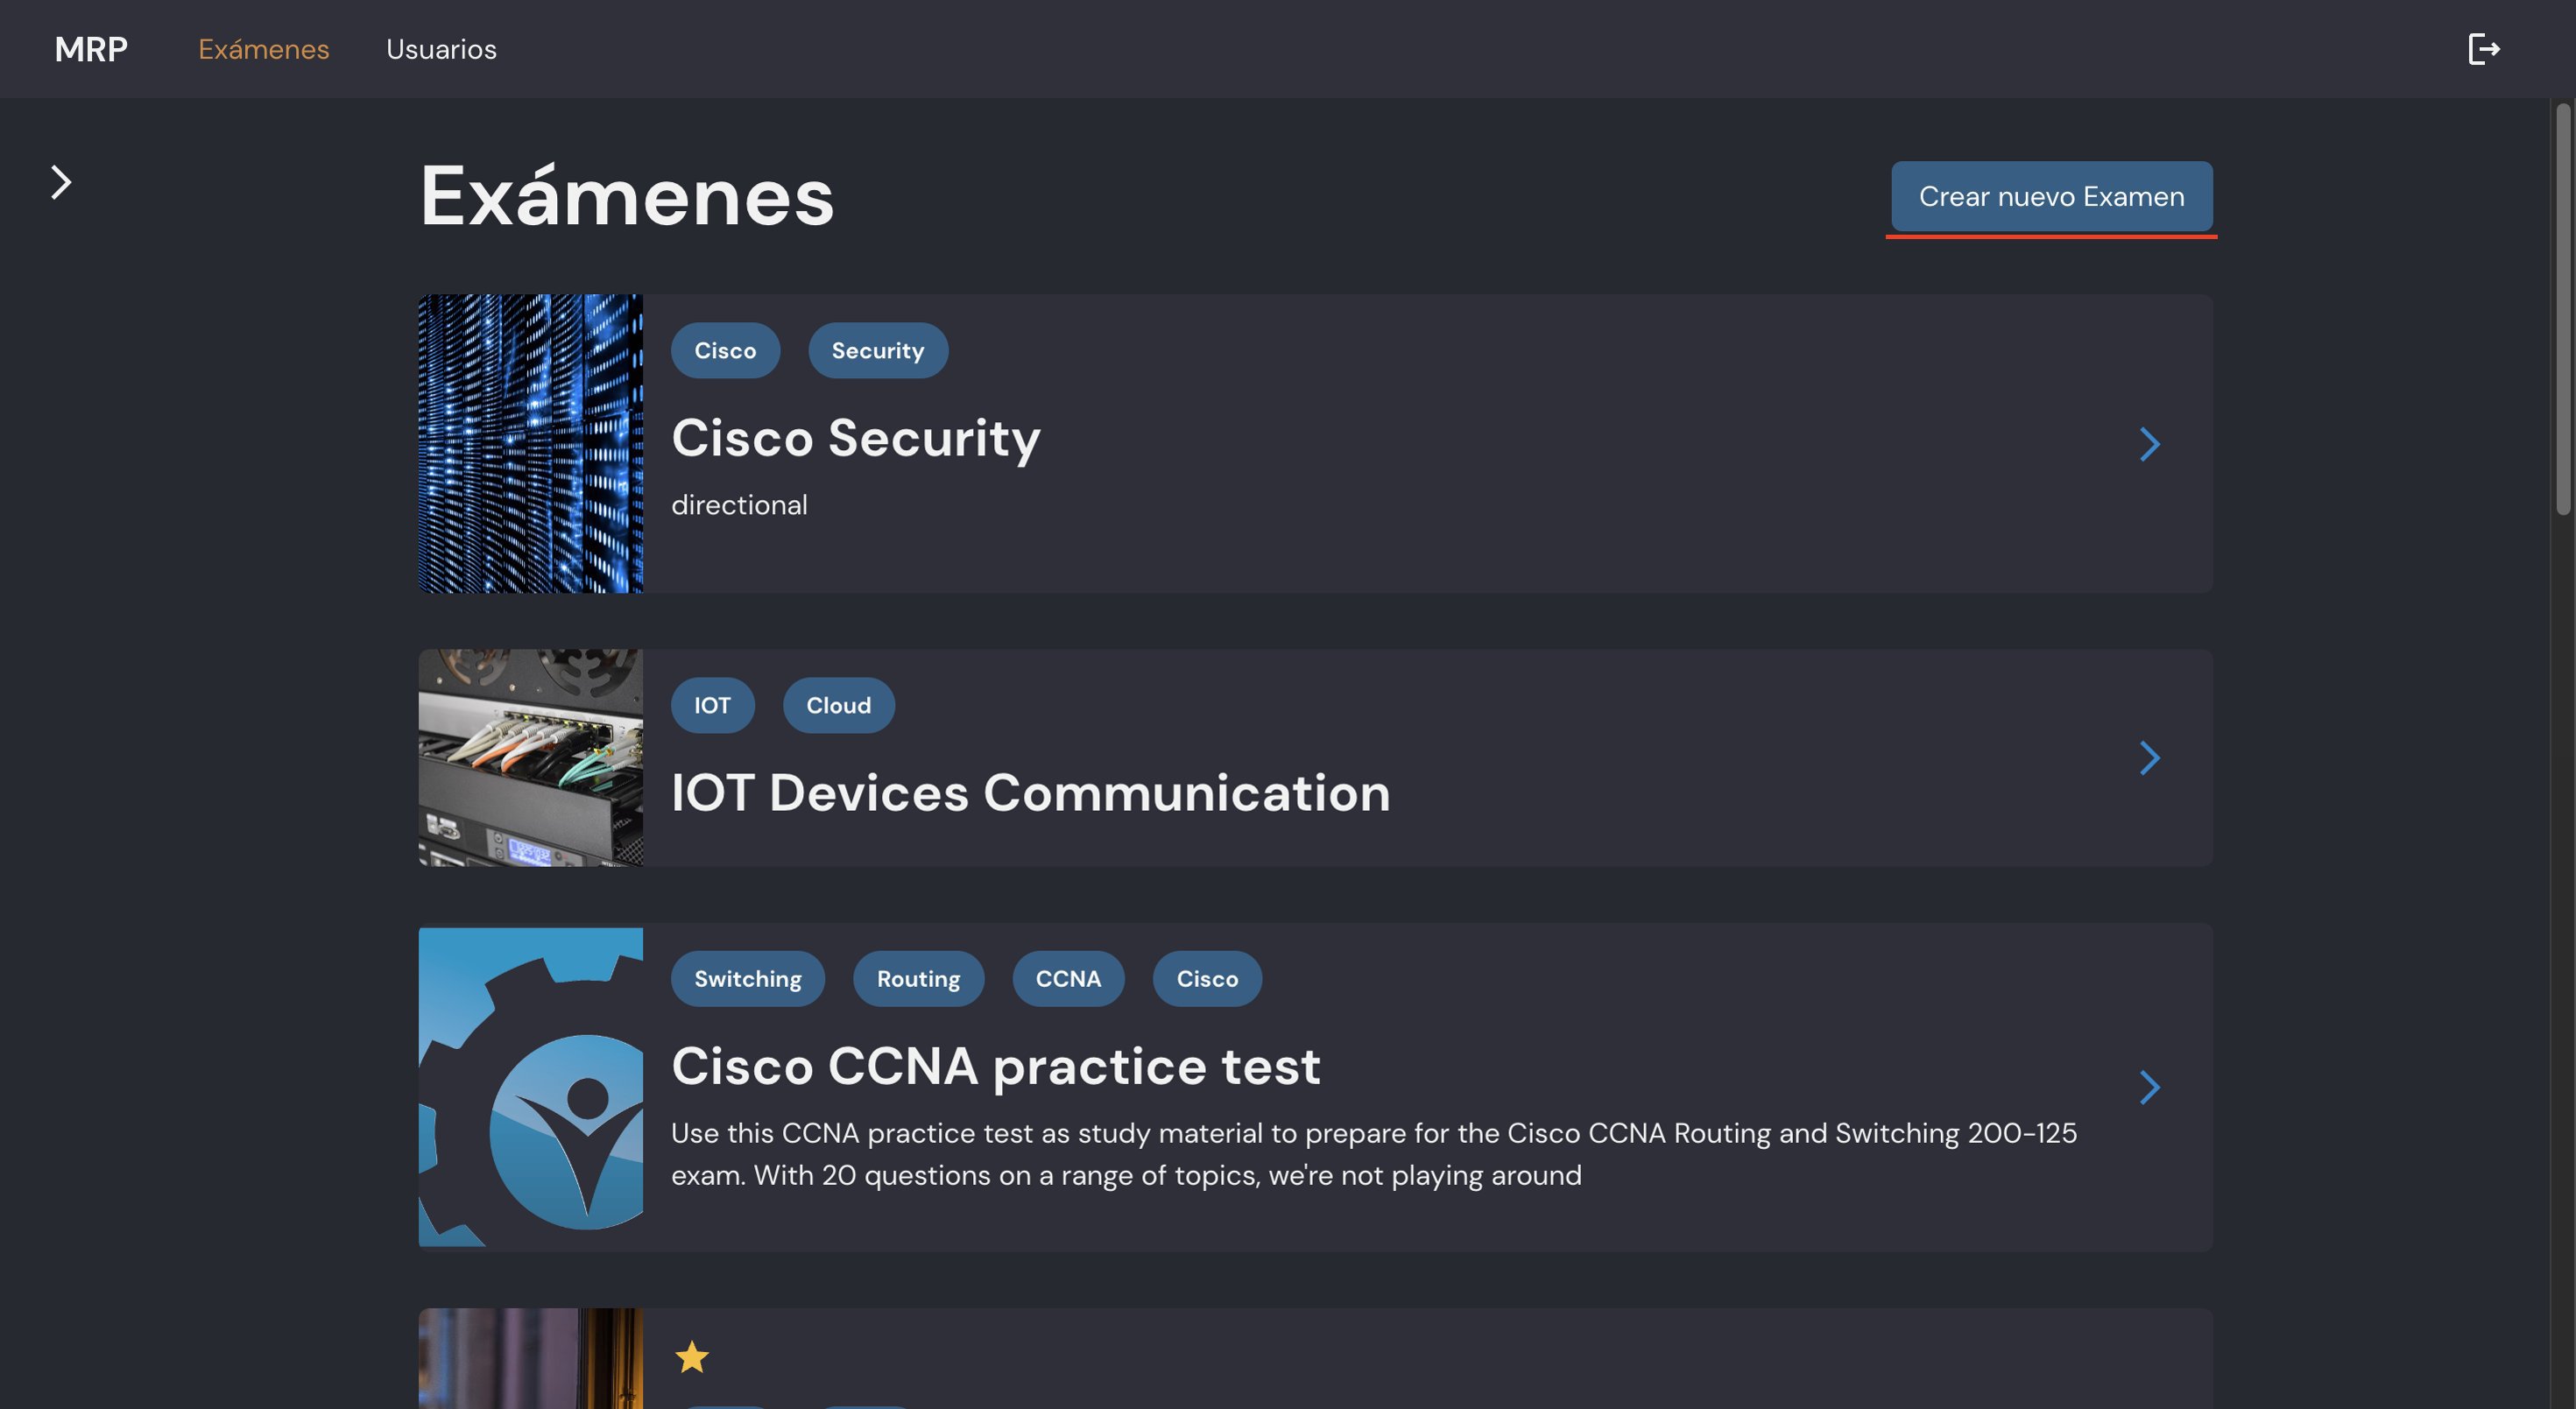 MRP Exámenes Usuarios
Exámenes
Crear nuevo Examen
Cisco Security
Cisco Security
directional
IOT Cloud
IOT Devices Communication
Switching Routing CCNA Cisco
Cisco CCNA practice test
Use this CCNA practice test as study material to prepare for the Cisco CCNA Routing and Switching 200-125
exam. With 20 questions on a range of topics, we're not playing around